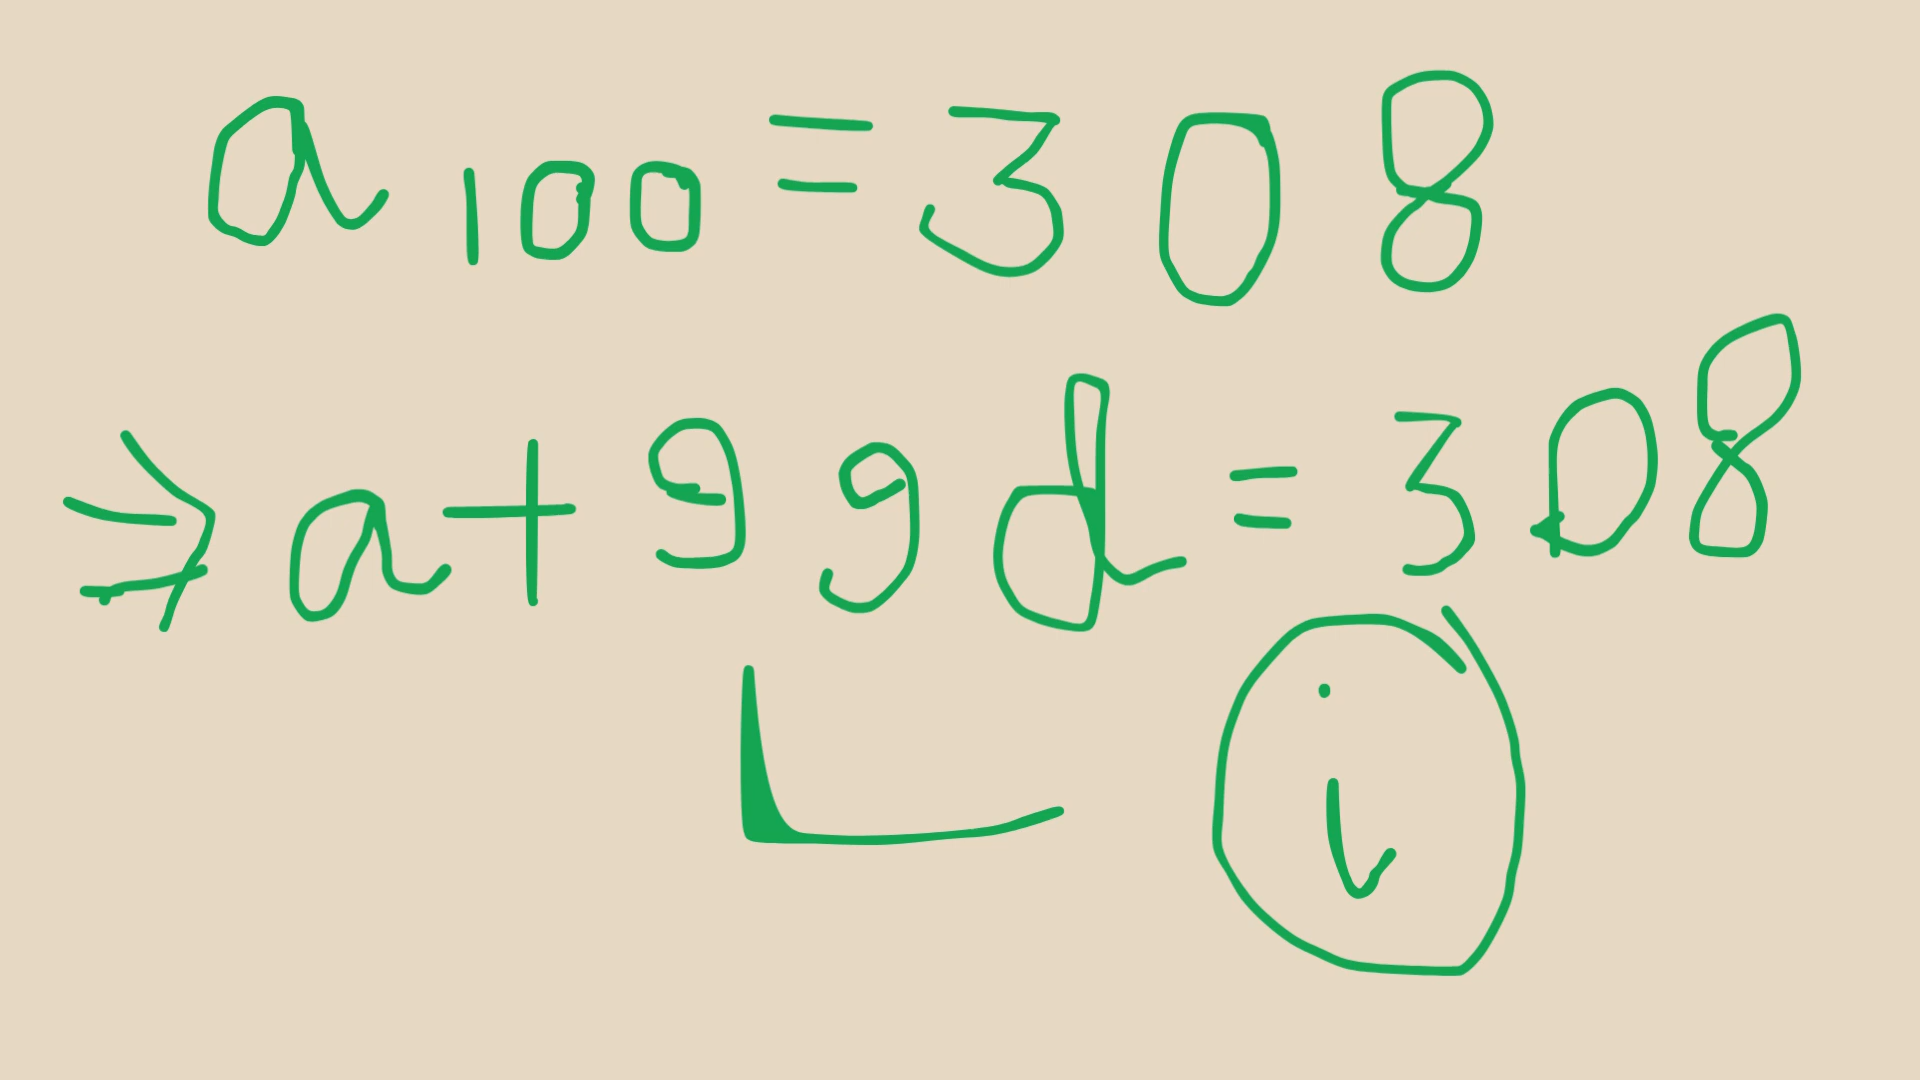 a₁₀₀ = 308
⇒ a + 99d = 308
i